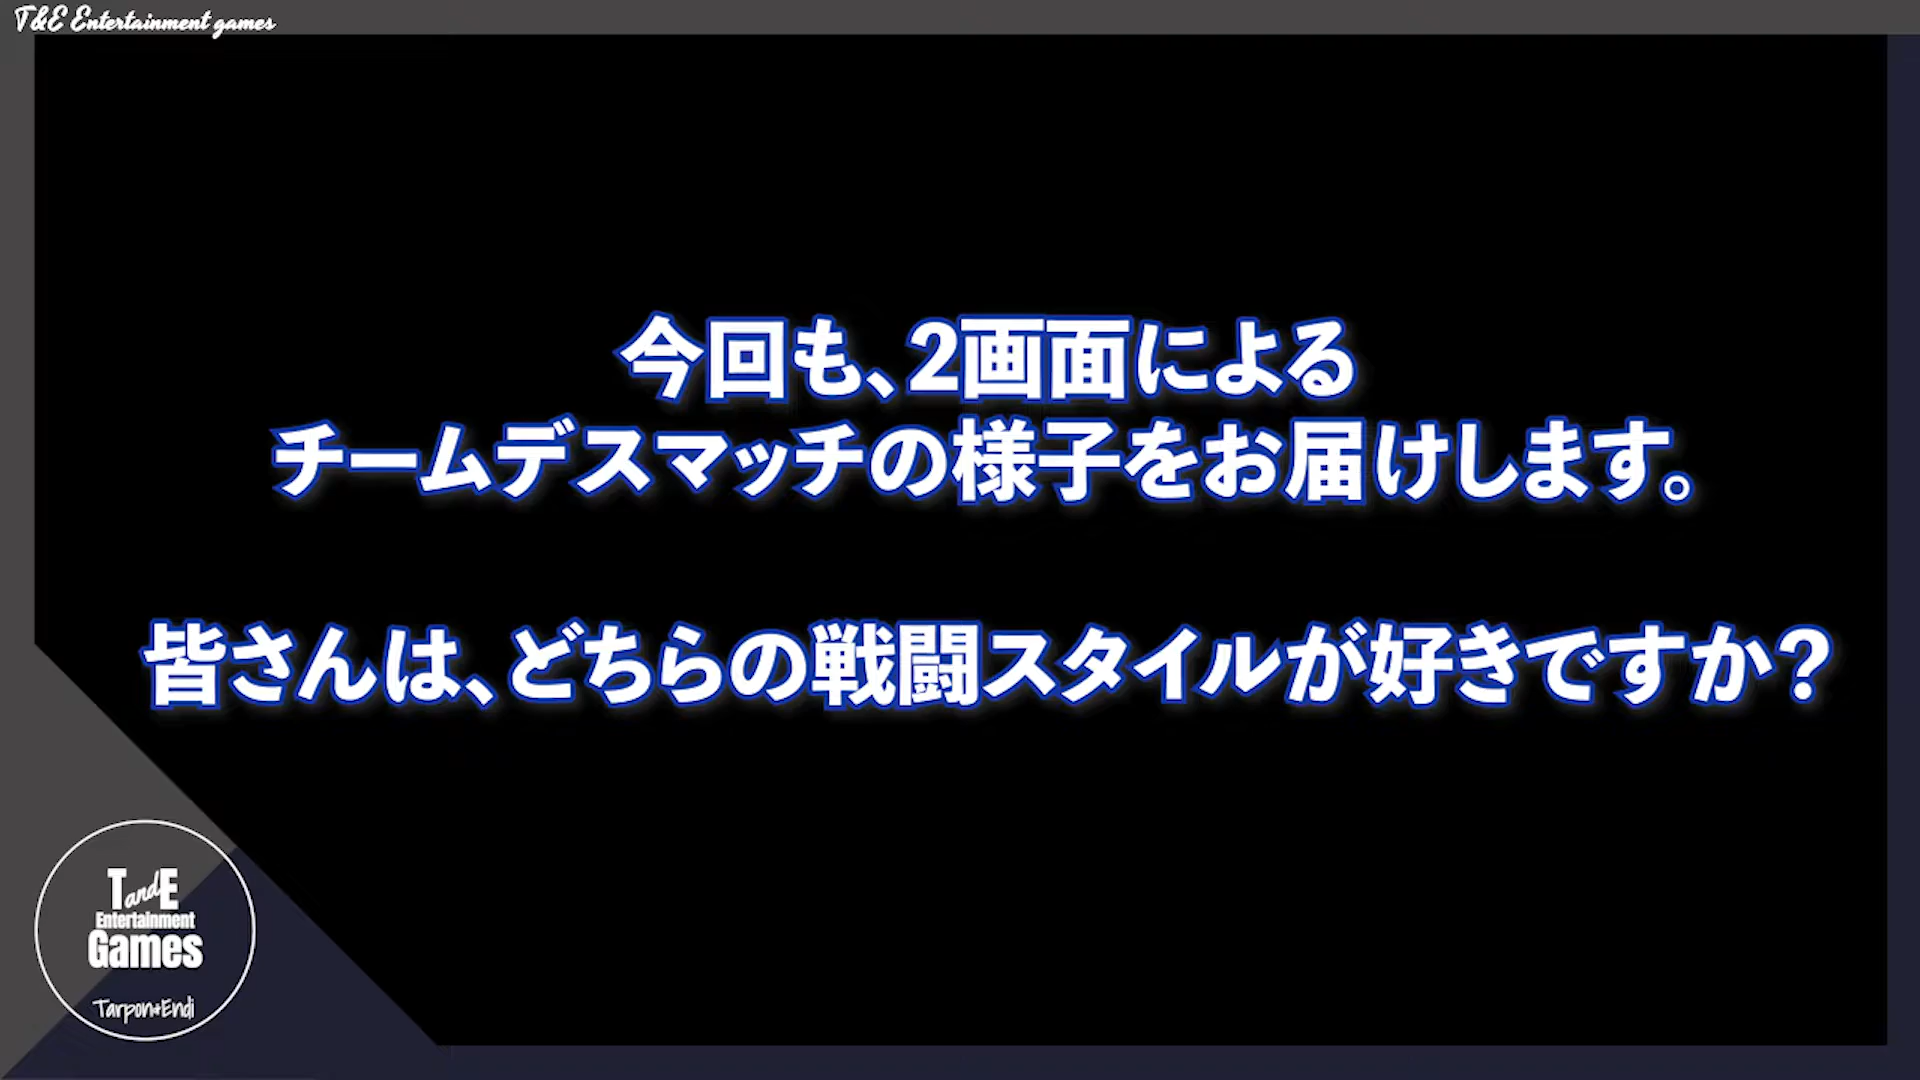 T&E Entertainment games
今回も、2画面による
チームデスマッチの様子をお届けします。
皆さんは、どちらの戦闘スタイルが好きですか?
TandE
Entertainment
Games
Tarpon+Endi